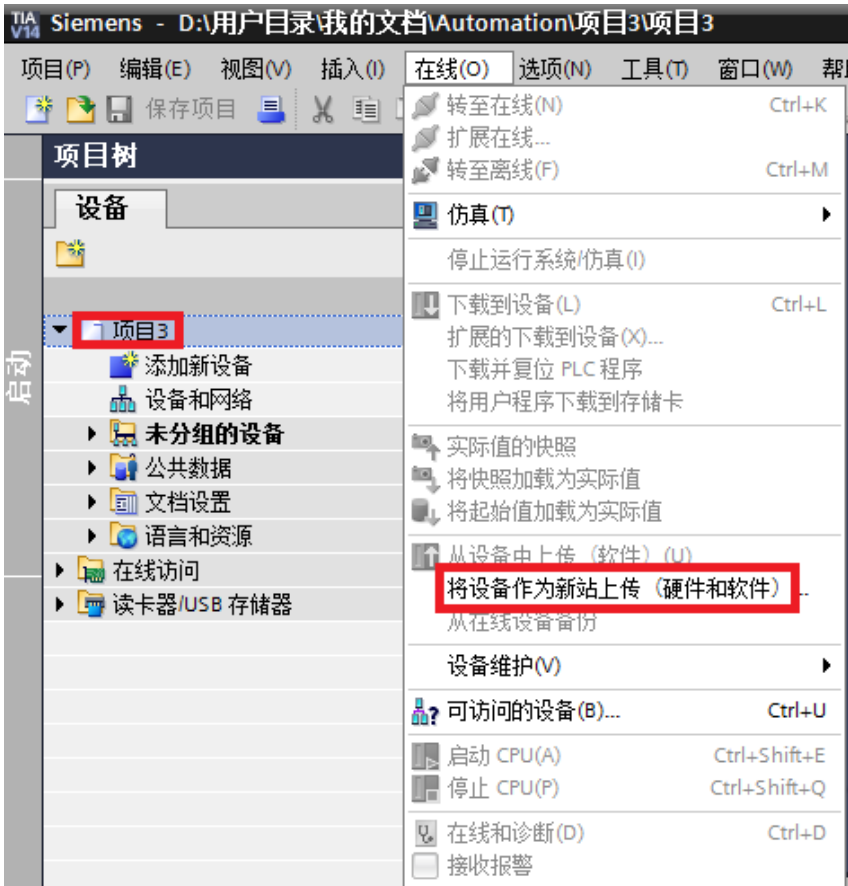 TIA V14 Siemens - D:\用户目录\我的文档\Automation\项目3\项目3
项目(P) 编辑(E) 视图(V) 插入(I) 在线(O) 选项(N) 工具(T) 窗口(W)
保存项目
项目树
设备
启动
项目3
添加新设备
设备和网络
未分组的设备
公共数据
文档设置
语言和资源
在线访问
读卡器/USB 存储器
转至在线(N) Ctrl+K
扩展在线...
转至离线(F) Ctrl+M
仿真(T)
停止运行系统/仿真(I)
下载到设备(L) Ctrl+L
扩展的下载到设备(X)...
下载并复位 PLC 程序
将用户程序下载到存储卡
实际值的快照
将快照加载为实际值
将起始值加载为实际值
从设备中上传（软件）(U)
将设备作为新站上传（硬件和软件）...
从在线设备备份
设备维护(V)
可访问的设备(B)... Ctrl+U
启动 CPU(A) Ctrl+Shift+E
停止 CPU(P) Ctrl+Shift+Q
在线和诊断(D) Ctrl+D
接收报警